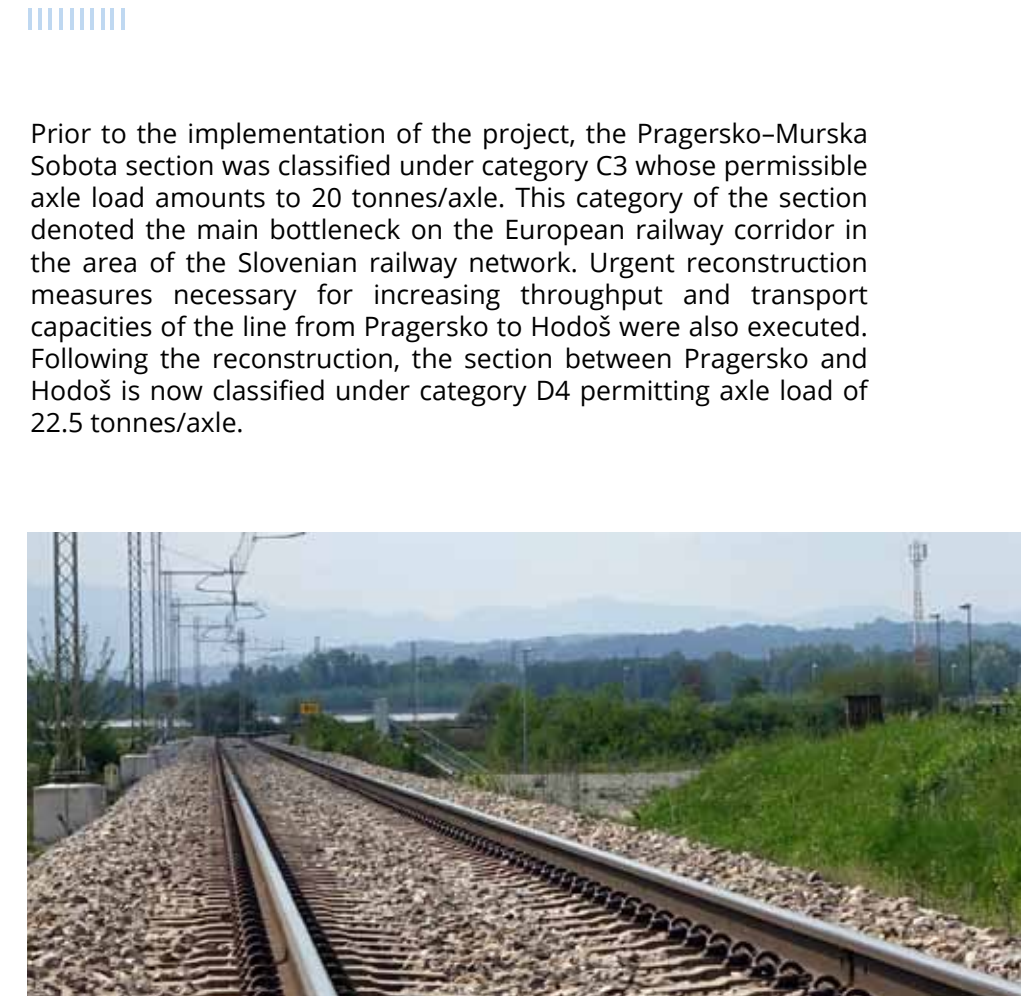 Prior to the implementation of the project, the Pragersko–Murska
Sobota section was classified under category C3 whose permissible
axle load amounts to 20 tonnes/axle. This category of the section
denoted the main bottleneck on the European railway corridor in
the area of the Slovenian railway network. Urgent reconstruction
measures necessary for increasing throughput and transport
capacities of the line from Pragersko to Hodoš were also executed.
Following the reconstruction, the section between Pragersko and
Hodoš is now classified under category D4 permitting axle load of
22.5 tonnes/axle.